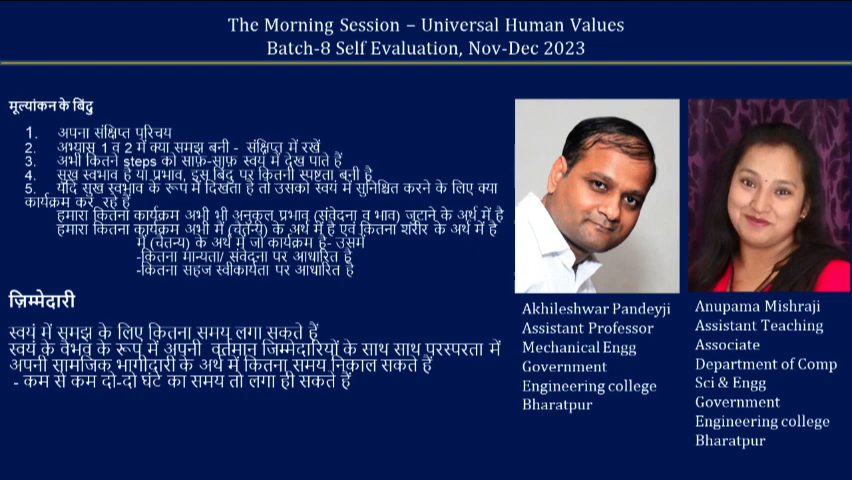 The Morning Session – Universal Human Values
Batch-8 Self Evaluation, Nov-Dec 2023
मूल्यांकन के बिंदु
1. अपना संक्षिप्त परिचय
2. अभ्यास 1 व 2 में क्या समझ बनी - संक्षिप्त में रखें
3. अभी कितने steps को साफ़-साफ़ स्वयं में देख पाते हैं
4. सुख स्वभाव है या प्रभाव, इस बिंदु पर कितनी स्पष्टता बनी है
5. यदि सुख स्वभाव के रूप में दिखता है तो उसको स्वयं में सुनिश्चित करने के लिए क्या
कार्यक्रम कर रहे हैं
हमारा कितना कार्यक्रम अभी भी अनुकूल प्रभाव (संवेदना व भाव) जुटाने के अर्थ में है
हमारा कितना कार्यक्रम अभी में (चैतन्य) के अर्थ में है एवं कितना शरीर के अर्थ में है
में (चैतन्य) के अर्थ में जो कार्यक्रम है- उसमें
-कितना मान्यता/ संवेदना पर आधारित है
-कितना सहज स्वीकार्यता पर आधारित है
ज़िम्मेदारी
स्वयं में समझ के लिए कितना समय लगा सकते हैं
स्वयं के वैभव के रूप में अपनी वर्तमान जिम्मेदारियों के साथ साथ परस्परता में
अपनी सामजिक भागीदारी के अर्थ में कितना समय निकाल सकते हैं
- कम से कम दो-दो घंटे का समय तो लगा ही सकते हैं
Akhileshwar Pandeyji
Assistant Professor
Mechanical Engg
Government
Engineering college
Bharatpur
Anupama Mishraji
Assistant Teaching
Associate
Department of Comp
Sci & Engg
Government
Engineering college
Bharatpur